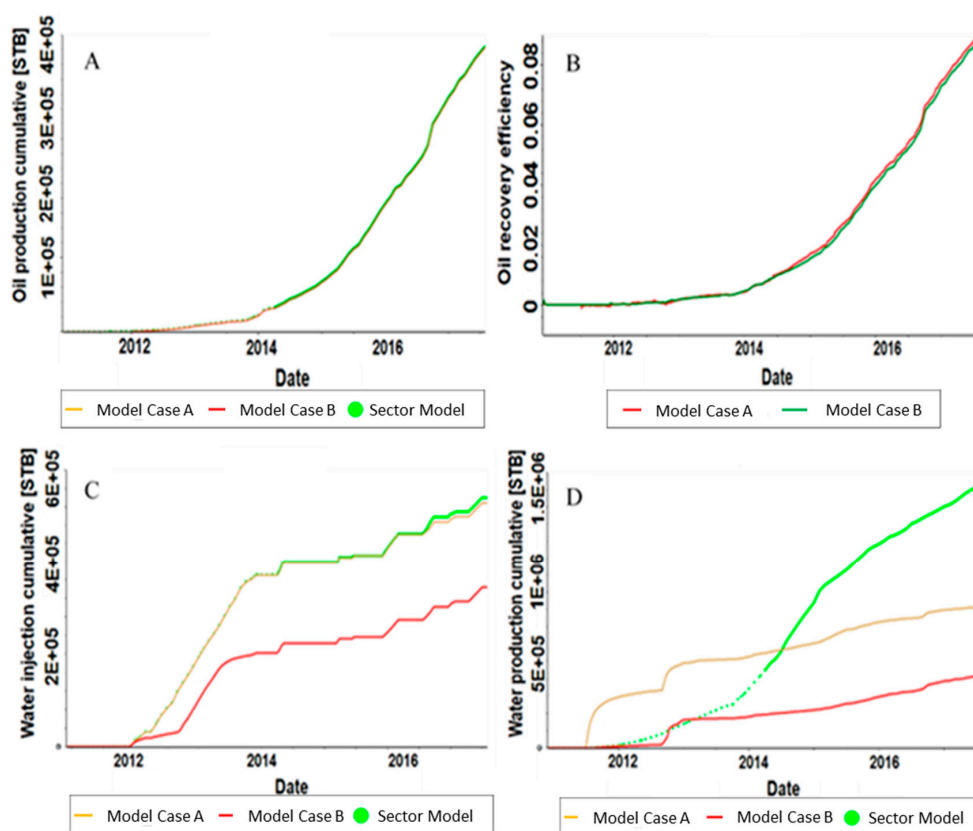 A
Oil production cumulative [STB]
4E+05
3E+05
2E+05
1E+05
2012
2014
2016
Date
Model Case A
Model Case B
Sector Model
B
Oil recovery efficiency
0.08
0.06
0.04
0.02
0
2012
2014
2016
Date
Model Case A
Model Case B
C
Water injection cumulative [STB]
6E+05
4E+05
2E+05
0
2012
2014
2016
Date
Model Case A
Model Case B
Sector Model
D
Water production cumulative [STB]
1.5E+06
1E+06
5E+05
0
2012
2014
2016
Date
Model Case A
Model Case B
Sector Model